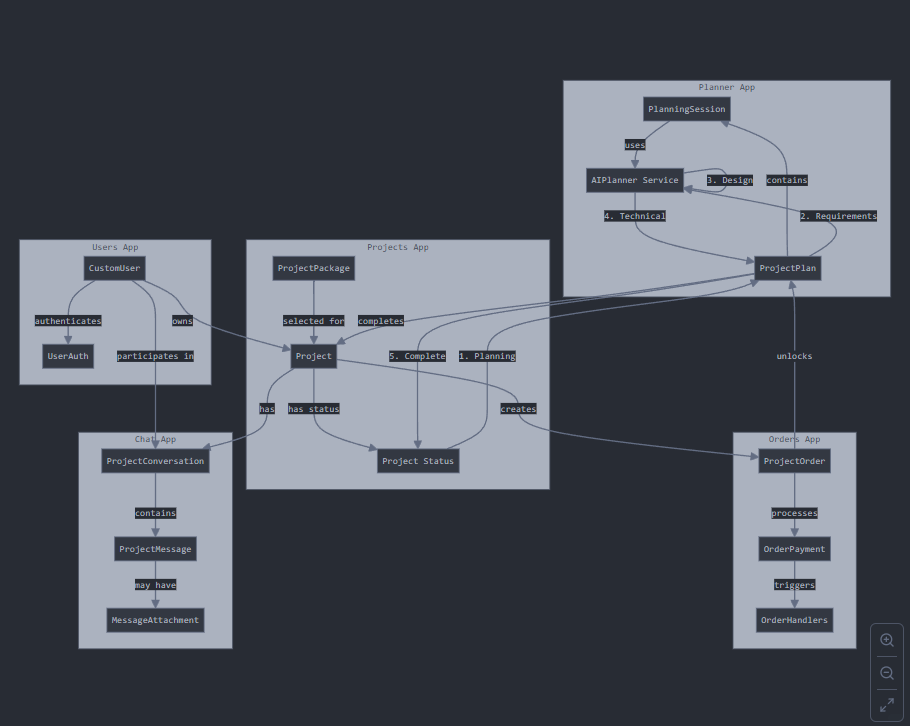 Planner App
PlanningSession
uses
AIPlanner Service
3. Design
contains
4. Technical
2. Requirements
ProjectPlan
Users App
CustomUser
authenticates
owns
UserAuth
participates in
Projects App
ProjectPackage
selected for
completes
Project
5. Complete
1. Planning
has
has status
creates
Project Status
unlocks
Chat App
ProjectConversation
contains
ProjectMessage
may have
MessageAttachment
Orders App
ProjectOrder
processes
OrderPayment
triggers
OrderHandlers